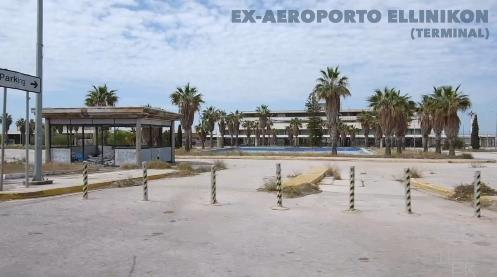 EX-AEROPORTO ELLINIKON
(TERMINAL)
Parking